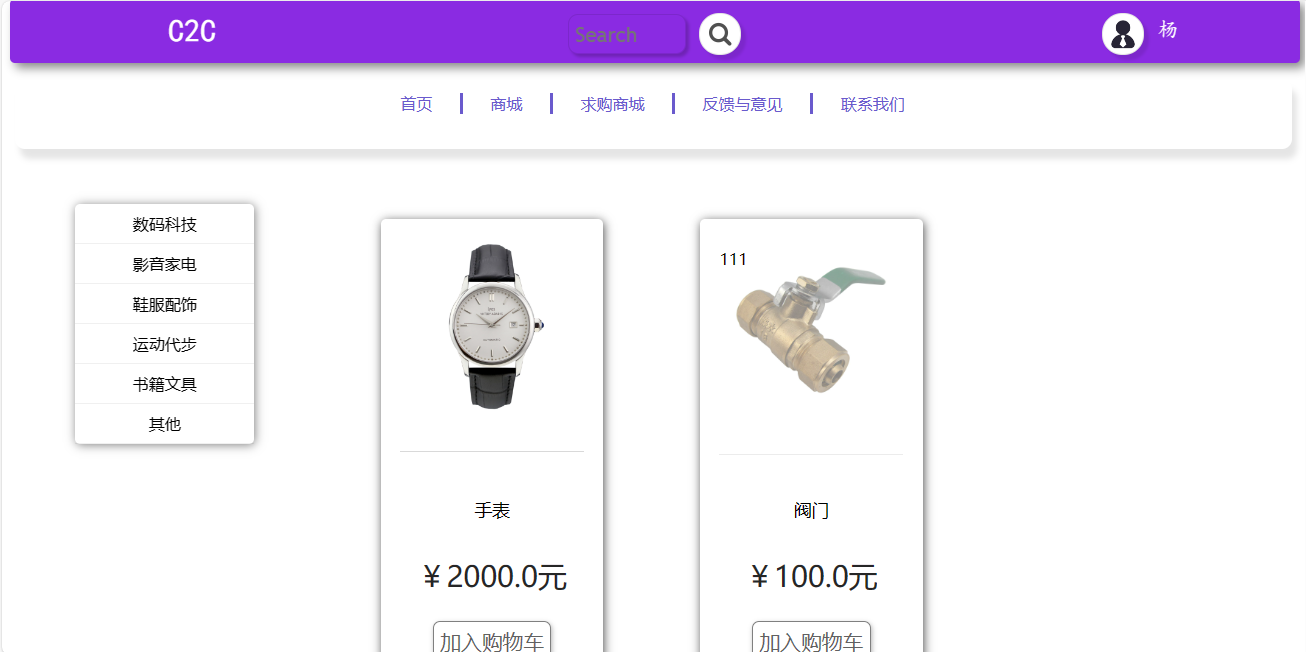 C2C Search 杨
首页 商城 求购商城 反馈与意见 联系我们
数码科技
影音家电
鞋服配饰
运动代步
书籍文具
其他
手表
¥ 2000.0元
加入购物车
111
阀门
¥ 100.0元
加入购物车